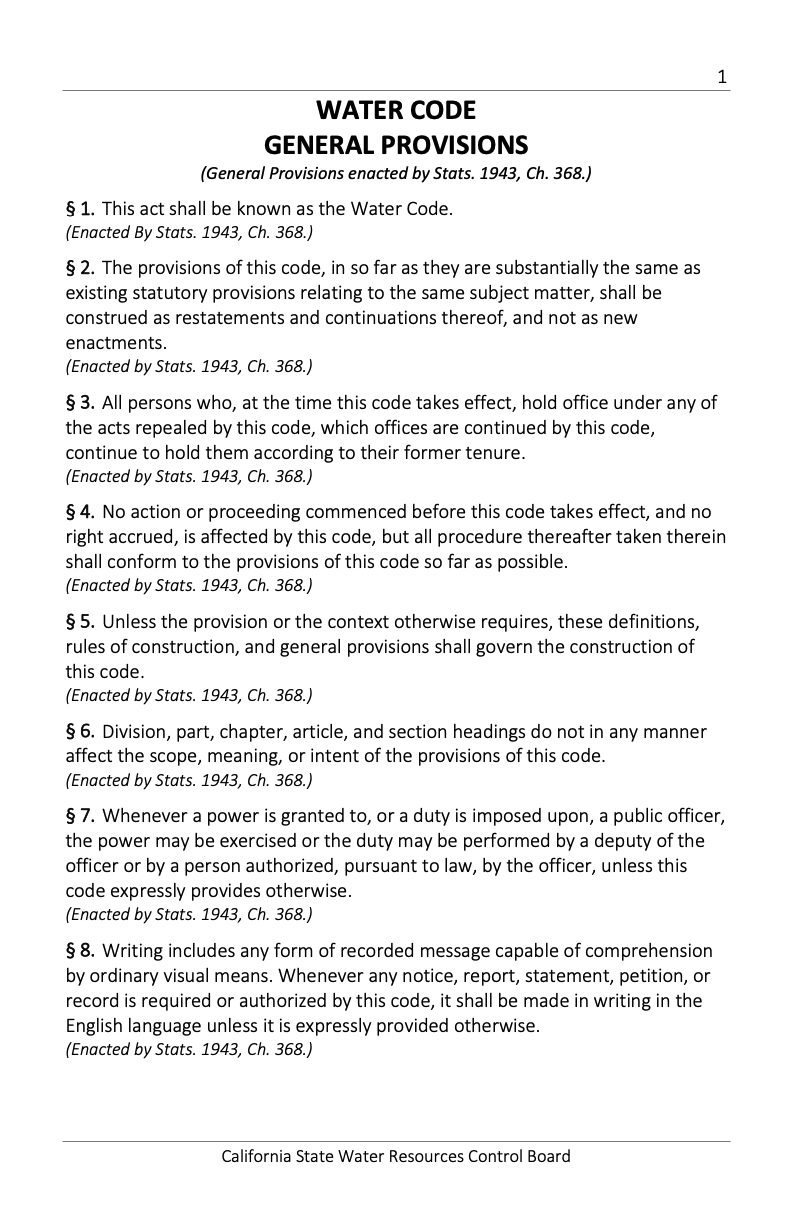 1
WATER CODE
GENERAL PROVISIONS
(General Provisions enacted by Stats. 1943, Ch. 368.)
§ 1. This act shall be known as the Water Code.
(Enacted By Stats. 1943, Ch. 368.)
§ 2. The provisions of this code, in so far as they are substantially the same as
existing statutory provisions relating to the same subject matter, shall be
construed as restatements and continuations thereof, and not as new
enactments.
(Enacted by Stats. 1943, Ch. 368.)
§ 3. All persons who, at the time this code takes effect, hold office under any of
the acts repealed by this code, which offices are continued by this code,
continue to hold them according to their former tenure.
(Enacted by Stats. 1943, Ch. 368.)
§ 4. No action or proceeding commenced before this code takes effect, and no
right accrued, is affected by this code, but all procedure thereafter taken therein
shall conform to the provisions of this code so far as possible.
(Enacted by Stats. 1943, Ch. 368.)
§ 5. Unless the provision or the context otherwise requires, these definitions,
rules of construction, and general provisions shall govern the construction of
this code.
(Enacted by Stats. 1943, Ch. 368.)
§ 6. Division, part, chapter, article, and section headings do not in any manner
affect the scope, meaning, or intent of the provisions of this code.
(Enacted by Stats. 1943, Ch. 368.)
§ 7. Whenever a power is granted to, or a duty is imposed upon, a public officer,
the power may be exercised or the duty may be performed by a deputy of the
officer or by a person authorized, pursuant to law, by the officer, unless this
code expressly provides otherwise.
(Enacted by Stats. 1943, Ch. 368.)
§ 8. Writing includes any form of recorded message capable of comprehension
by ordinary visual means. Whenever any notice, report, statement, petition, or
record is required or authorized by this code, it shall be made in writing in the
English language unless it is expressly provided otherwise.
(Enacted by Stats. 1943, Ch. 368.)
California State Water Resources Control Board